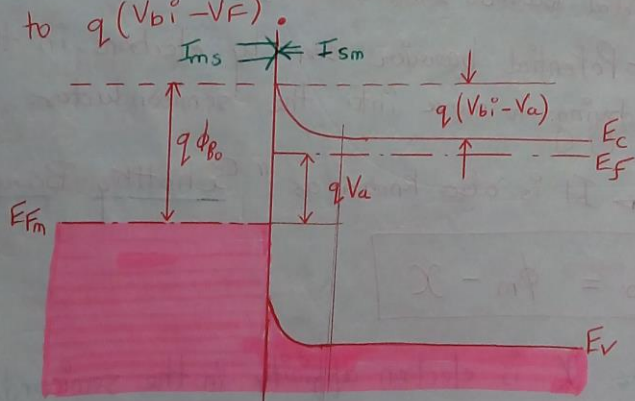 to q(Vbi-VF).
Ims Ism
q(Vbi-Va)
qϕB0
Ec
Ef
qVa
EFm
Ev